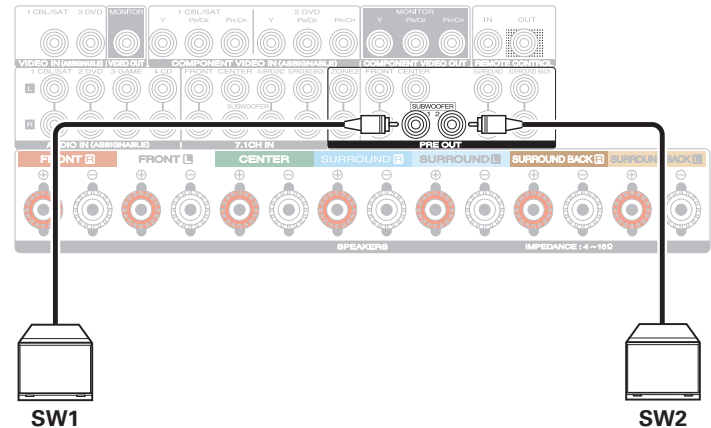 1 CBL/SAT 2 DVD MONITOR 1 CBL/SAT 2 DVD MONITOR
Y PB/CB PR/CR Y PB/CB PR/CR Y PB/CB PR/CR IN OUT
VIDEO IN (ASSIGNABLE) VIDEO OUT COMPONENT VIDEO IN (ASSIGNABLE) COMPONENT VIDEO OUT REMOTE CONTROL
1 CBL/SAT 2 DVD 3 GAME 4 CD FRONT CENTER SURROUND SURROUND BACK ZONE2 FRONT CENTER SURROUND SURROUND BACK
L
SUBWOOFER SUBWOOFER
R 1 2
AUDIO IN (ASSIGNABLE) 7.1CH IN PRE OUT
FRONT R FRONT L CENTER SURROUND R SURROUND L SURROUND BACK R SURROUND BACK L
SPEAKERS IMPEDANCE : 4~16Ω
SW1 SW2